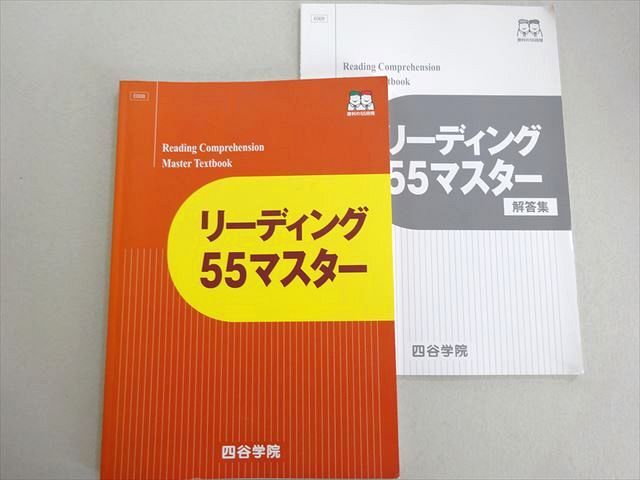 Reading Comprehension
Master Textbook
リーディング
55マスター
四谷学院
Reading Comprehension
tbook
リーディング
55マスター
解答集
四谷学院